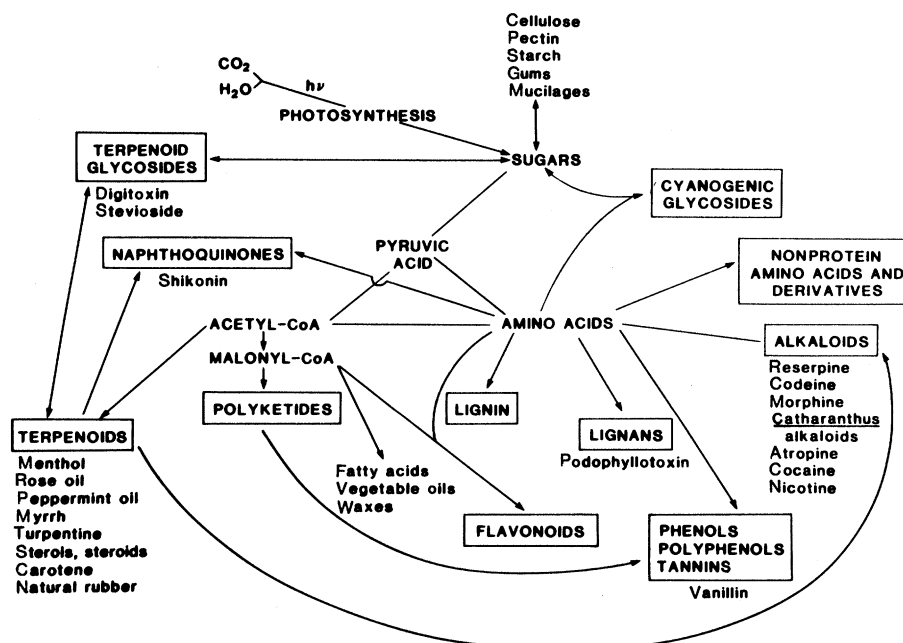 Cellulose
Pectin
Starch
Gums
Mucilages
CO₂
H₂O
hν
PHOTOSYNTHESIS
SUGARS
TERPENOID
GLYCOSIDES
Digitoxin
Stevioside
CYANOGENIC
GLYCOSIDES
NAPHTHOQUINONES
Shikonin
PYRUVIC
ACID
NONPROTEIN
AMINO ACIDS AND
DERIVATIVES
ACETYL-CoA
AMINO ACIDS
MALONYL-CoA
ALKALOIDS
Reserpine
Codeine
Morphine
Catharanthus
alkaloids
Atropine
Cocaine
Nicotine
POLYKETIDES
LIGNIN
LIGNANS
Podophyllotoxin
TERPENOIDS
Menthol
Rose oil
Peppermint oil
Myrrh
Turpentine
Sterols, steroids
Carotene
Natural rubber
Fatty acids
Vegetable oils
Waxes
FLAVONOIDS
PHENOLS
POLYPHENOLS
TANNINS
Vanillin